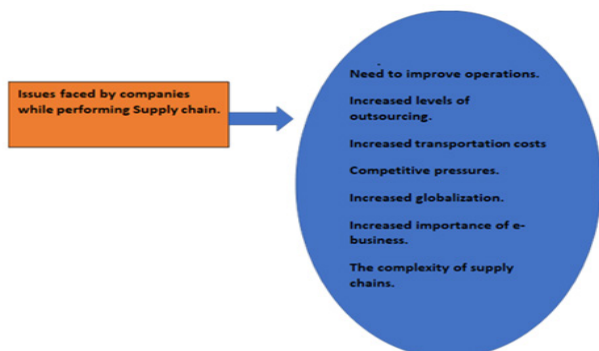 Issues faced by companies
while performing Supply chain.
Need to improve operations.
Increased levels of
outsourcing.
Increased transportation costs
Competitive pressures.
Increased globalization.
Increased importance of e-
business.
The complexity of supply
chains.